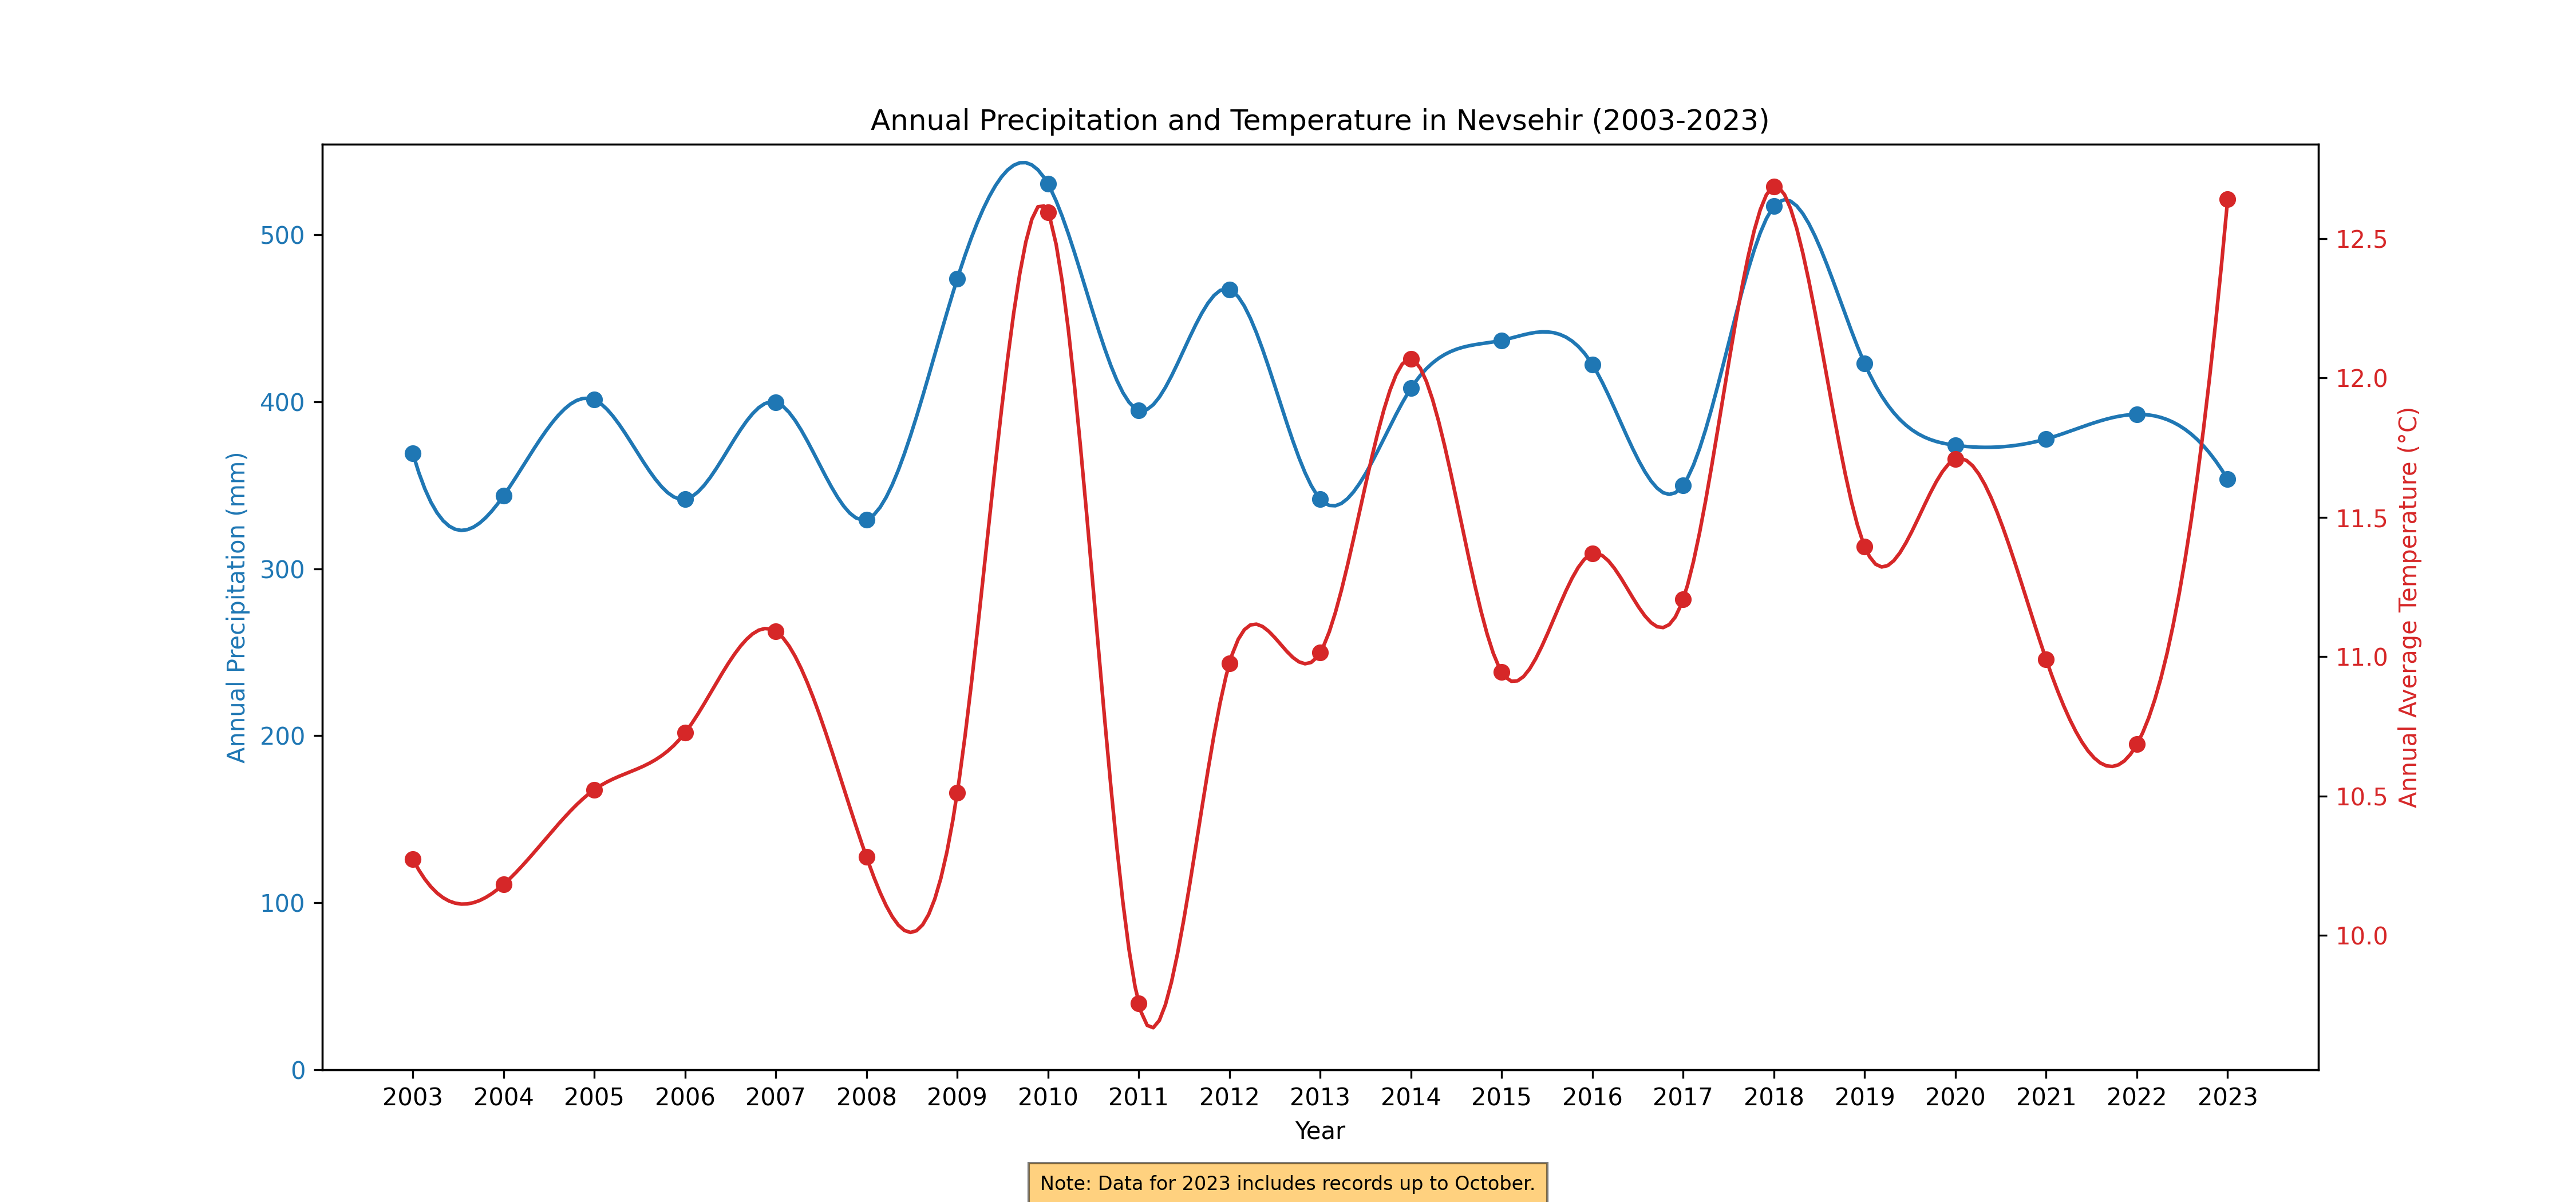 Annual Precipitation and Temperature in Nevsehir (2003-2023)
Annual Precipitation (mm)
500
400
300
200
100
0
12.5
12.0
11.5
11.0
10.5
10.0
Annual Average Temperature (°C)
2003 2004 2005 2006 2007 2008 2009 2010 2011 2012 2013 2014 2015 2016 2017 2018 2019 2020 2021 2022 2023
Year
Note: Data for 2023 includes records up to October.